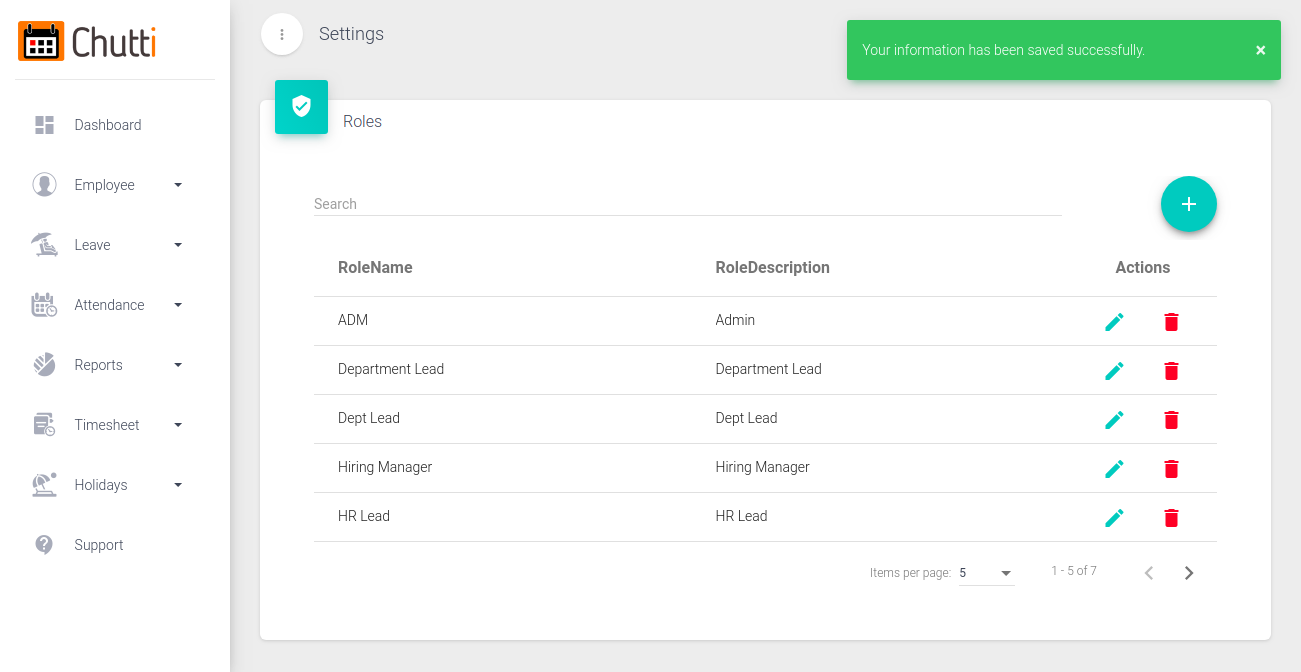 Chutti
Settings
Your information has been saved successfully.
Dashboard
Employee
Leave
Attendance
Reports
Timesheet
Holidays
Support
Roles
Search
RoleName RoleDescription Actions
ADM Admin
Department Lead Department Lead
Dept Lead Dept Lead
Hiring Manager Hiring Manager
HR Lead HR Lead
Items per page: 5 1 - 5 of 7